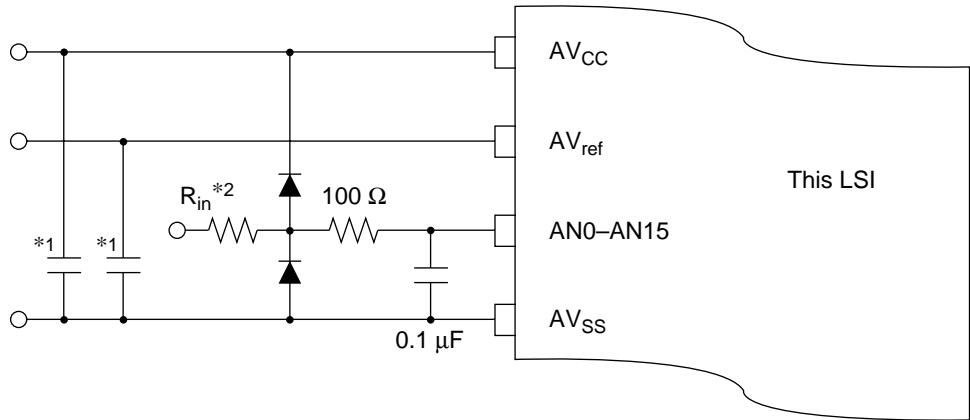 AVCC
AVref
This LSI
Rin*2
100 Ω
*1
*1
AN0–AN15
AVSS
0.1 μF